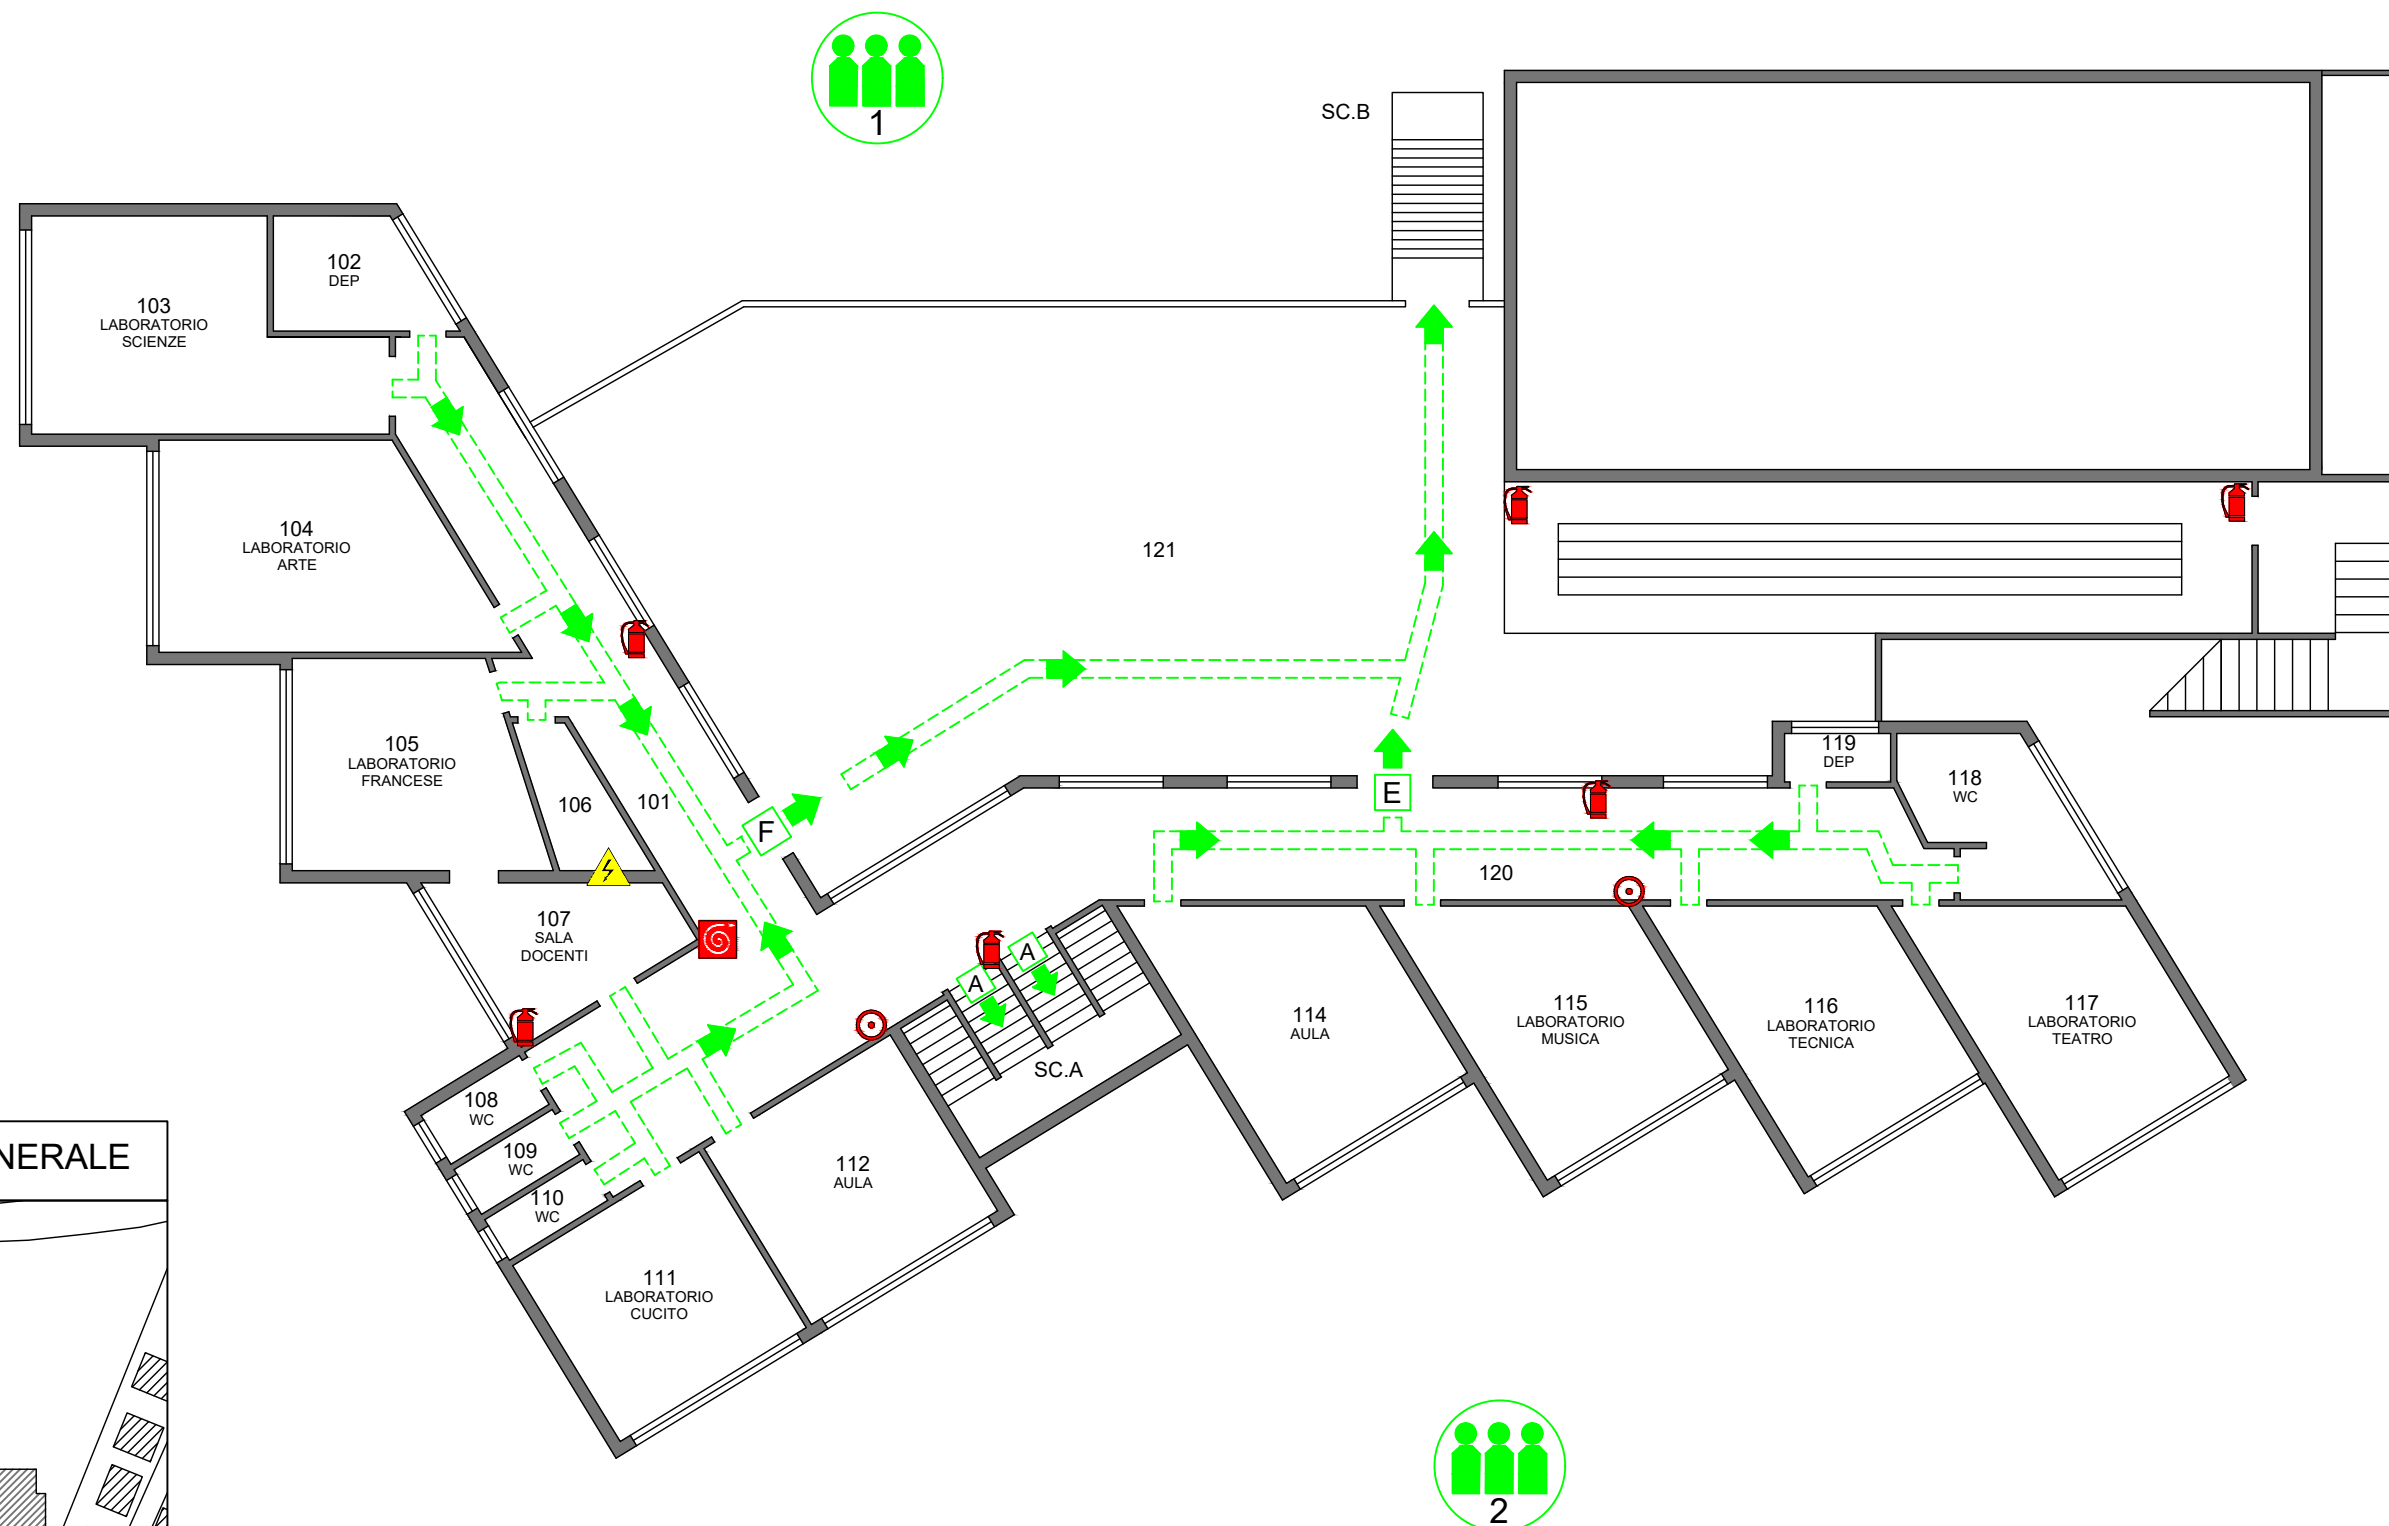 1
SC.B
102
DEP
103
LABORATORIO
SCIENZE
104
LABORATORIO
ARTE
121
105
LABORATORIO
FRANCESE
106
101
F
E
119
DEP
118
WC
120
107
SALA
DOCENTI
A
A
SC.A
114
AULA
115
LABORATORIO
MUSICA
116
LABORATORIO
TECNICA
117
LABORATORIO
TEATRO
108
WC
109
WC
110
WC
112
AULA
111
LABORATORIO
CUCITO
NERALE
2